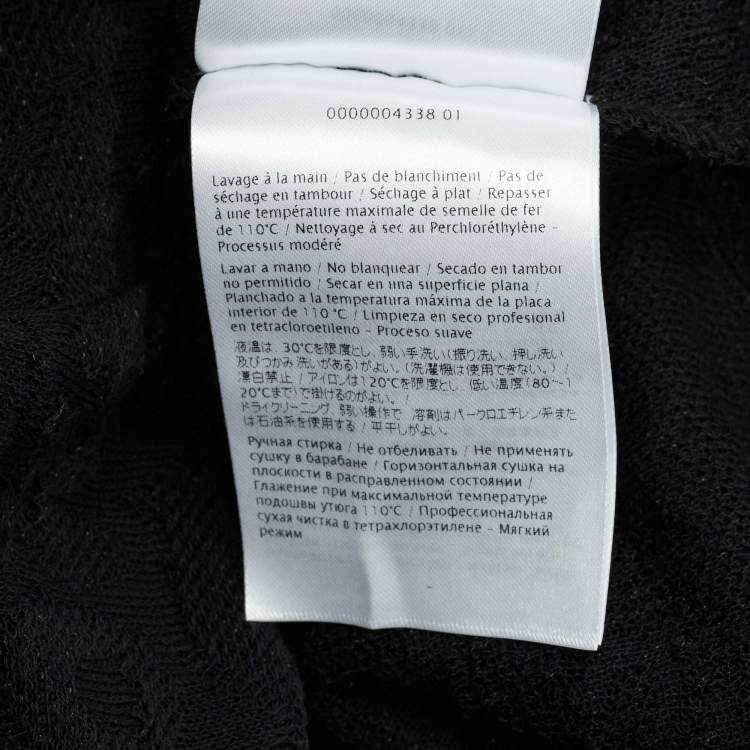 0000004338 01
Lavage à la main / Pas de blanchiment / Pas de
séchage en tambour / Séchage à plat / Repasser
à une température maximale de semelle de fer
de 110°C / Nettoyage à sec au Perchloréthylène -
Processus modéré
Lavar a mano / No blanquear / Secado en tambor
no permitido / Secar en una superficie plana /
Planchado a la temperatura máxima de la placa
interior de 110 °C / Limpieza en seco profesional
en tetracloroetileno - Proceso suave
液温は、30℃を限度とし、弱い手洗い(振り洗い、押し洗い
及びつかみ洗いがある)がよい。(洗濯機は使用できない。) /
漂白禁止 / アイロンは120℃を限度とし、低い温度(80～1
20℃まで)で掛けるのがよい。/
ドライクリーニング、弱い操作で 溶剤はパークロエチレン系また
は石油系を使用する / 平干しがよい。
Ручная стирка / Не отбеливать / Не применять
сушку в барабане / Горизонтальная сушка на
плоскости в расправленном состоянии /
Глажение при максимальной температуре
подошвы утюга 110°C / Профессиональная
сухая чистка в тетрахлорэтилене - Мягкий
режим